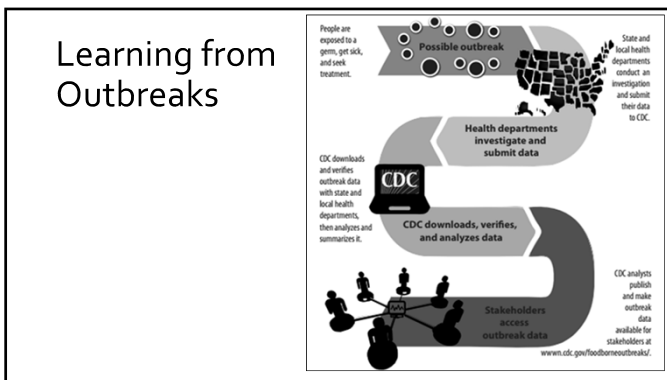 Learning from
Outbreaks
People are
exposed to a
germ, get sick,
and seek
treatment.
Possible outbreak
State and
local health
departments
conduct an
investigation
and submit
their data
to CDC.
Health departments
investigate and
submit data
CDC downloads
and verifies
outbreak data
with state and
local health
departments,
then analyzes and
summarizes it.
CDC
CDC downloads, verifies,
and analyzes data
CDC analysts
publish
and make
outbreak
data
available for
stakeholders at
wwwn.cdc.gov/foodborneoutbreaks/.
Stakeholders
access
outbreak data